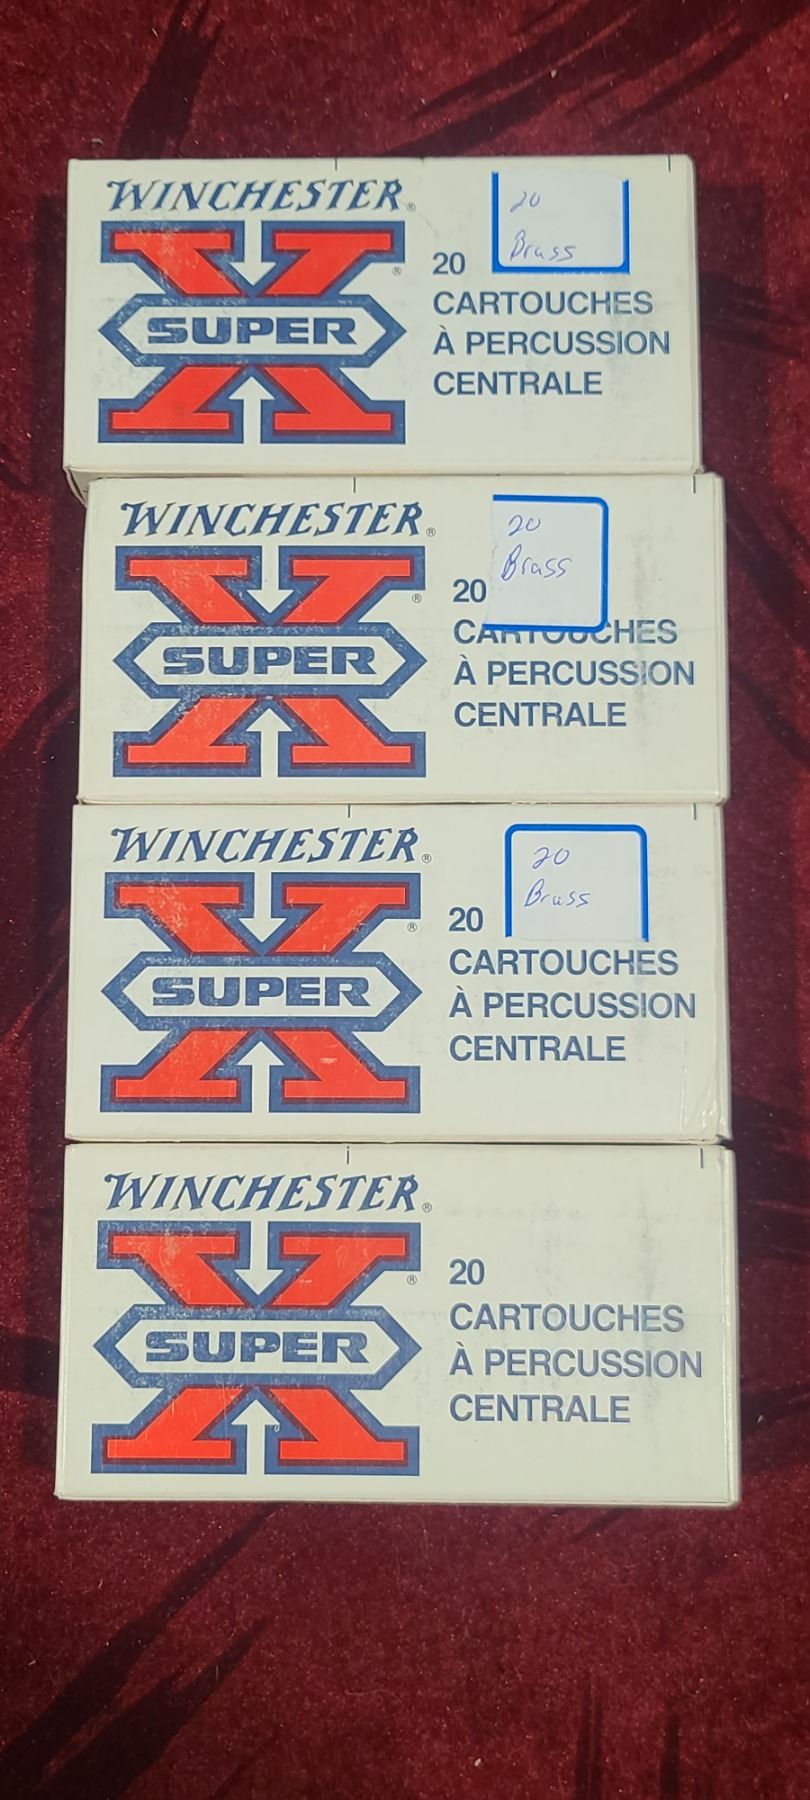 WINCHESTER®
X®
SUPER
20
Brass
20
CARTOUCHES
À PERCUSSION
CENTRALE
WINCHESTER®
X®
SUPER
20
Brass
20
CARTOUCHES
À PERCUSSION
CENTRALE
WINCHESTER®
X®
SUPER
20
Brass
20
CARTOUCHES
À PERCUSSION
CENTRALE
WINCHESTER®
X®
SUPER
20
CARTOUCHES
À PERCUSSION
CENTRALE